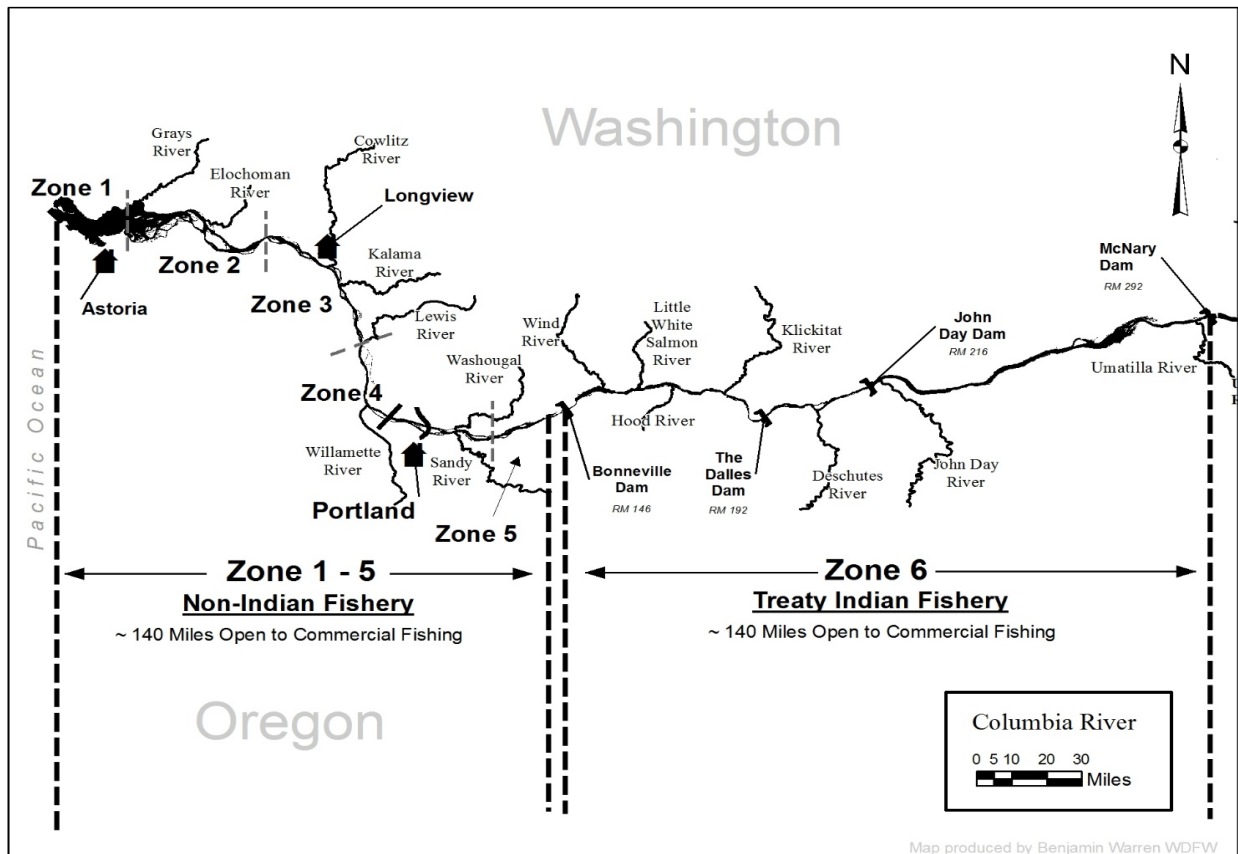 Washington
N
Grays
River
Cowlitz
River
Zone 1
Elochoman
River
Longview
Zone 2
Kalama
River
McNary
Dam
RM 292
Astoria
Zone 3
Lewis
River
Wind
River
Little
White
Salmon
River
Klickitat
River
John
Day Dam
RM 216
Washougal
River
Umatilla River
Pacific Ocean
Zone 4
Hood River
Willamette
River
Sandy
River
Bonneville
Dam
RM 146
The
Dalles
Dam
RM 192
Deschutes
River
John Day
River
Portland
Zone 5
Zone 1 - 5
Non-Indian Fishery
~ 140 Miles Open to Commercial Fishing
Zone 6
Treaty Indian Fishery
~ 140 Miles Open to Commercial Fishing
Oregon
Columbia River
0 5 10 20 30
Miles
Map produced by Benjamin Warren WDFW